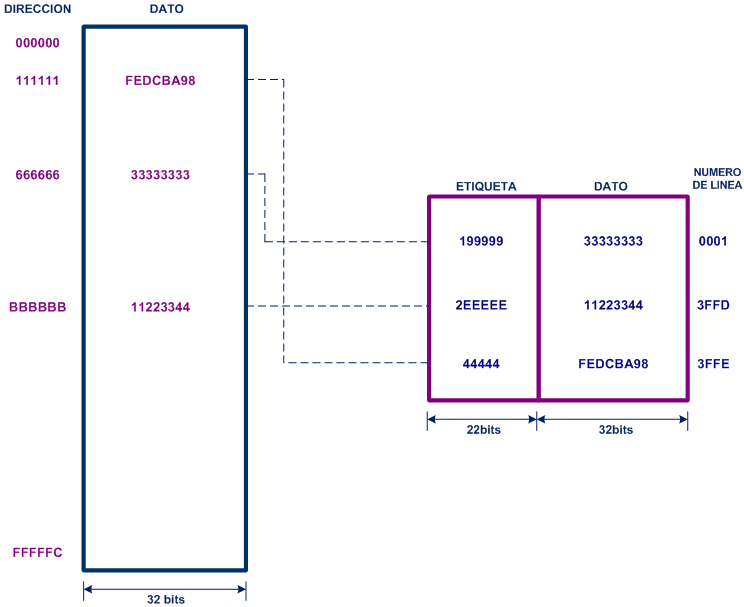 DIRECCION DATO
000000
111111 FEDCBA98
666666 33333333
BBBBBB 11223344
FFFFFC
32 bits
ETIQUETA DATO NUMERO
DE LINEA
199999 33333333 0001
2EEEEE 11223344 3FFD
44444 FEDCBA98 3FFE
22bits 32bits